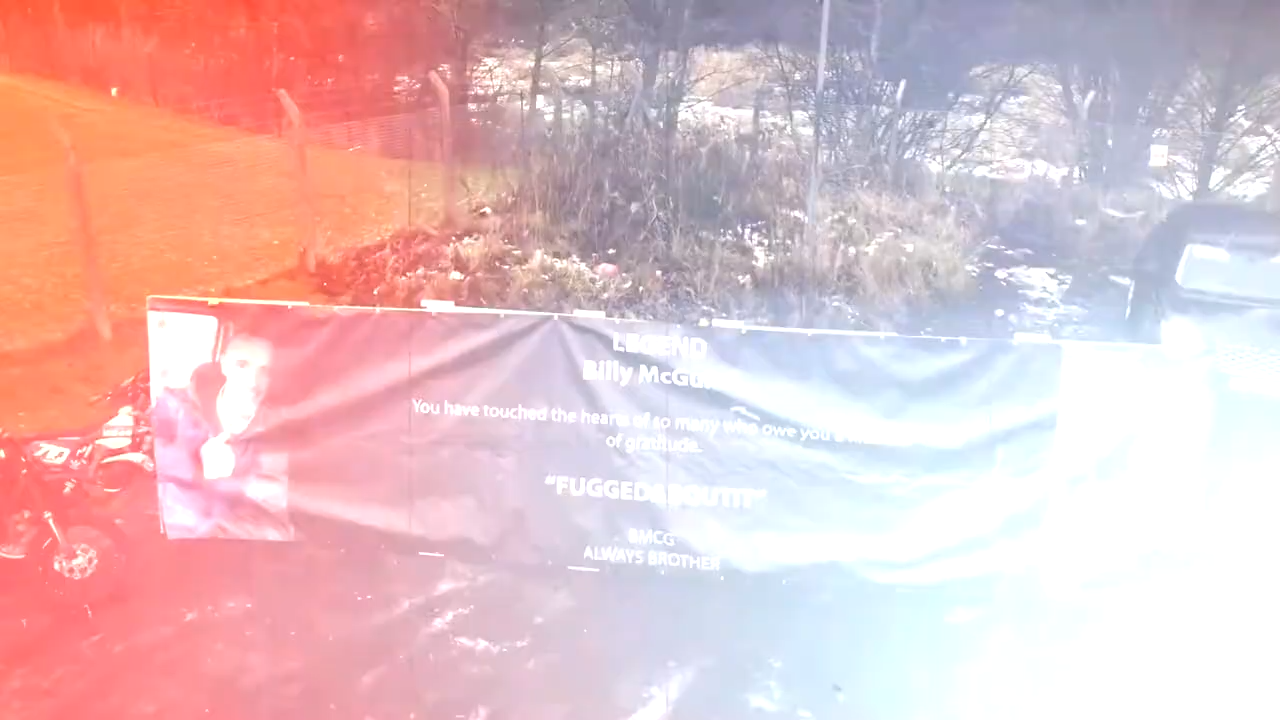 LEGEND
Billy
You have touched the hearts of so many who owe you
of gratitude.
"FUGGEDABOUTIT"
BMCG
ALWAYS BROTHER
70